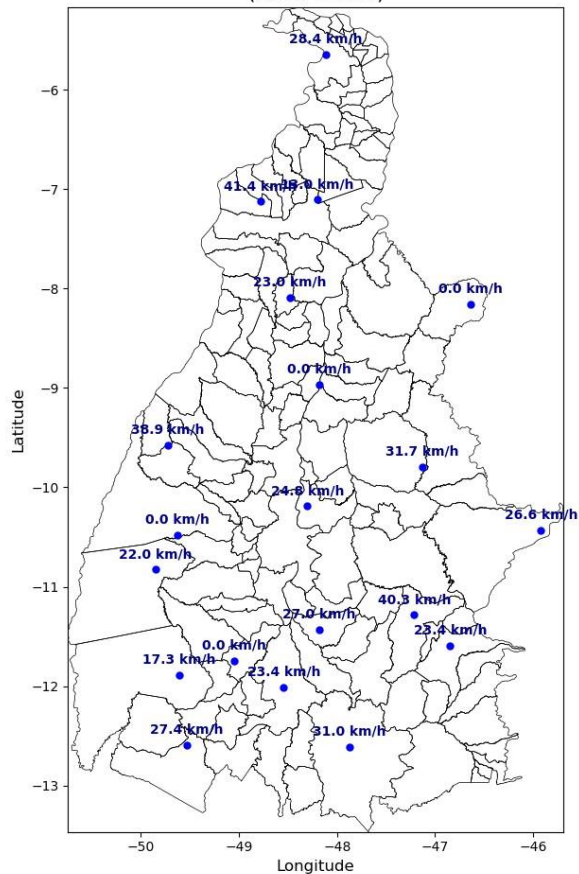 28.4 km/h
−6
41.4 km/h
−7
23.0 km/h
0.0 km/h
−8
0.0 km/h
−9
38.9 km/h
31.7 km/h
−10
24.8 km/h
0.0 km/h
26.6 km/h
22.0 km/h
−11
40.3 km/h
27.0 km/h
23.4 km/h
0.0 km/h
17.3 km/h
23.4 km/h
−12
27.4 km/h
31.0 km/h
−13
−50
−49
−48
−47
−46
Latitude
Longitude